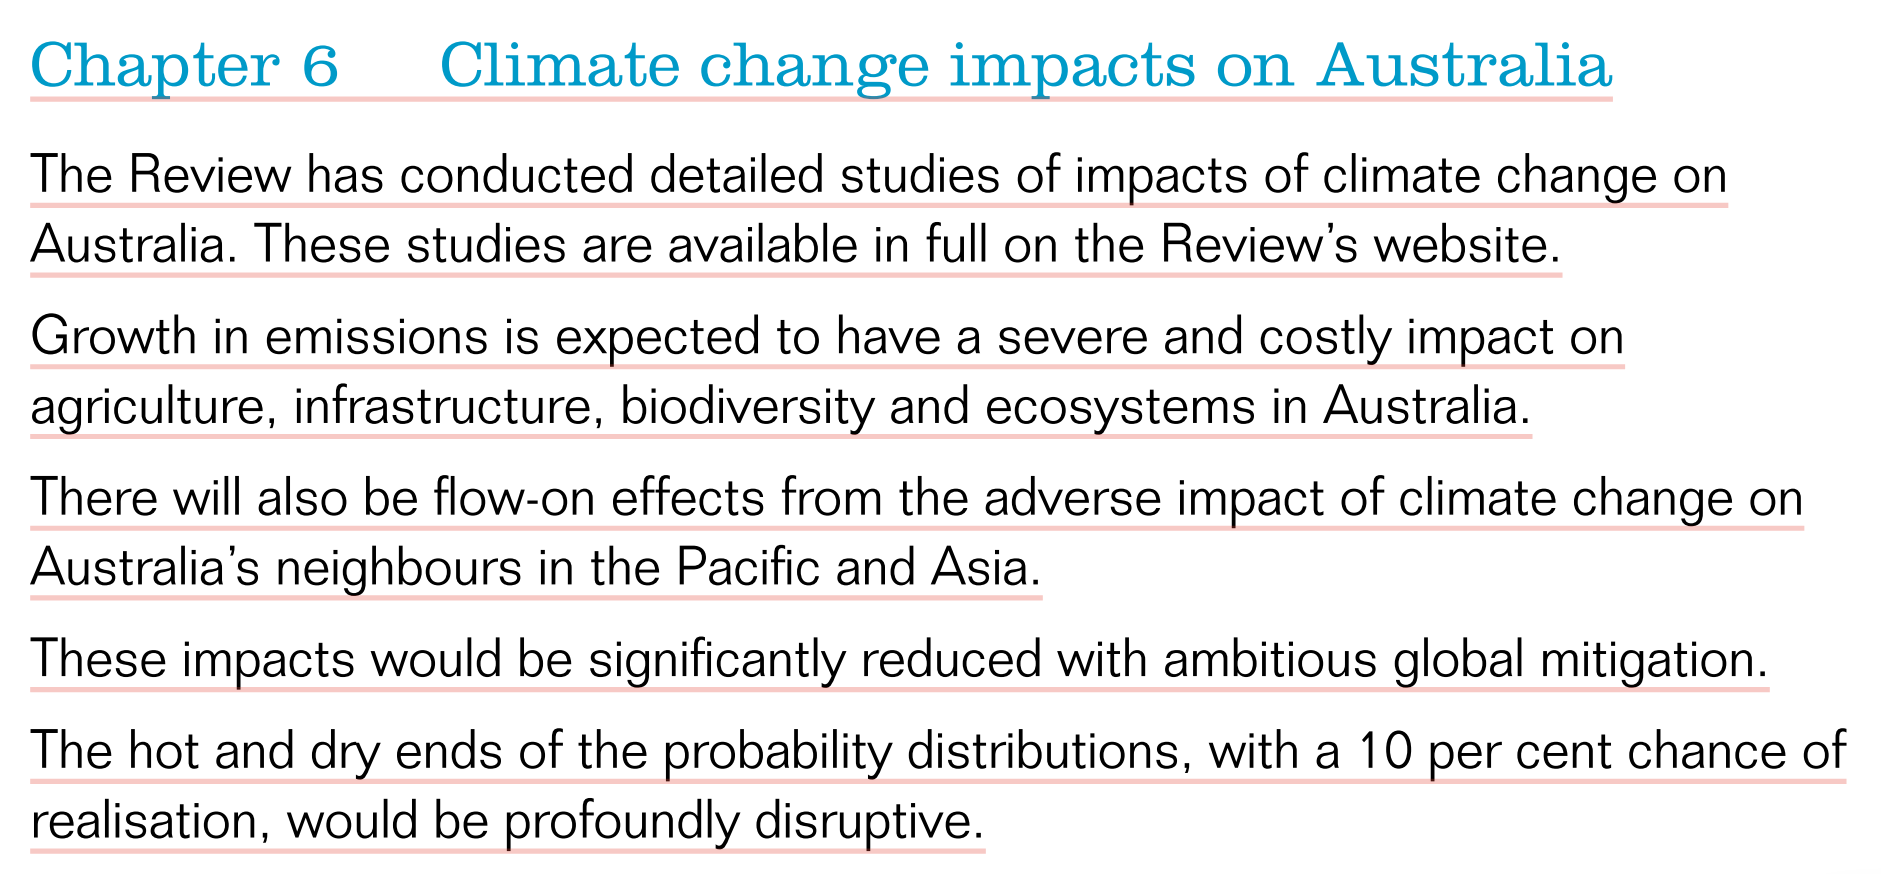 Chapter 6 Climate change impacts on Australia
The Review has conducted detailed studies of impacts of climate change on
Australia. These studies are available in full on the Review’s website.
Growth in emissions is expected to have a severe and costly impact on
agriculture, infrastructure, biodiversity and ecosystems in Australia.
There will also be flow-on effects from the adverse impact of climate change on
Australia’s neighbours in the Pacific and Asia.
These impacts would be significantly reduced with ambitious global mitigation.
The hot and dry ends of the probability distributions, with a 10 per cent chance of
realisation, would be profoundly disruptive.